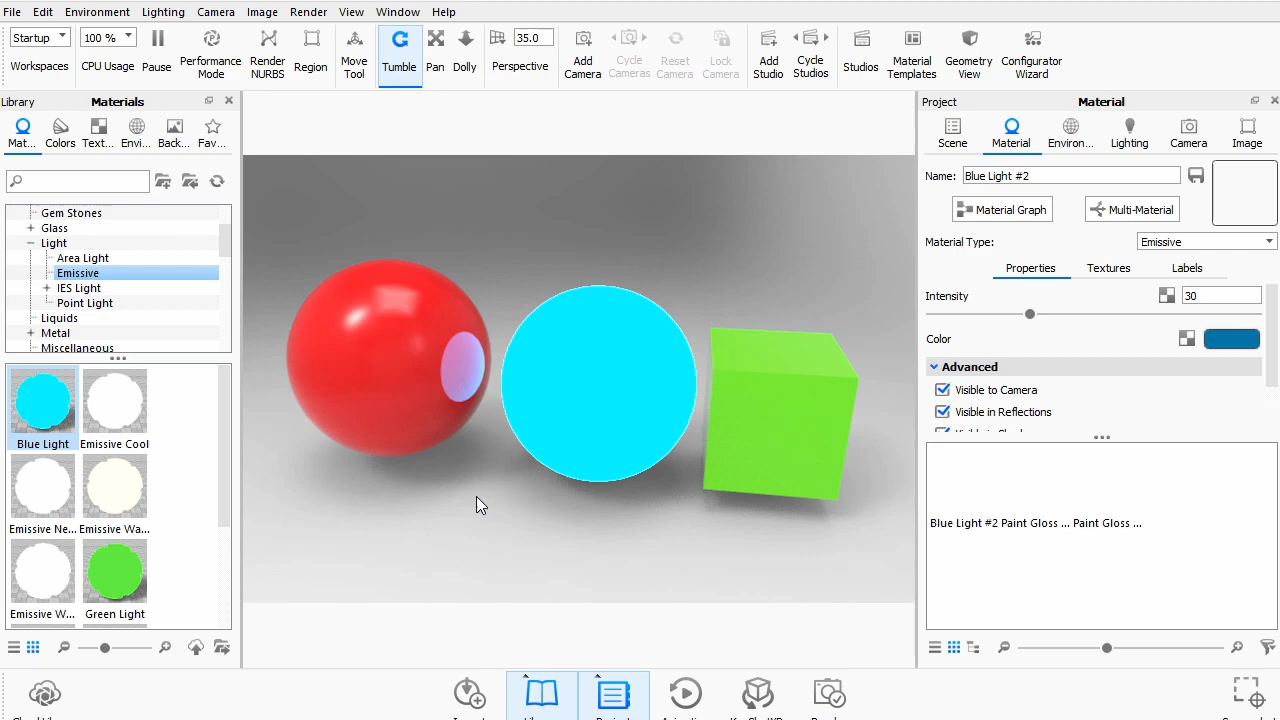 File Edit Environment Lighting Camera Image Render View Window Help
Startup 100 % 35.0
Workspaces CPU Usage Pause Performance Mode Render NURBS Region Move Tool Tumble Pan Dolly Perspective Add Camera Cycle Cameras Reset Camera Lock Camera Add Studio Cycle Studios Studios Material Templates Geometry View Configurator Wizard
Library Materials
Mat... Colors Text... Envi... Back... Fav...
Gem Stones
Glass
Light
Area Light
Emissive
IES Light
Point Light
Liquids
Metal
Miscellaneous
Blue Light Emissive Cool
Emissive Ne... Emissive Wa...
Emissive W... Green Light
Project Material
Scene Material Environ... Lighting Camera Image
Name: Blue Light #2
Material Graph Multi-Material
Material Type: Emissive
Properties Textures Labels
Intensity 30
Color
Advanced
Visible to Camera
Visible in Reflections
Blue Light #2 Paint Gloss ... Paint Gloss ...